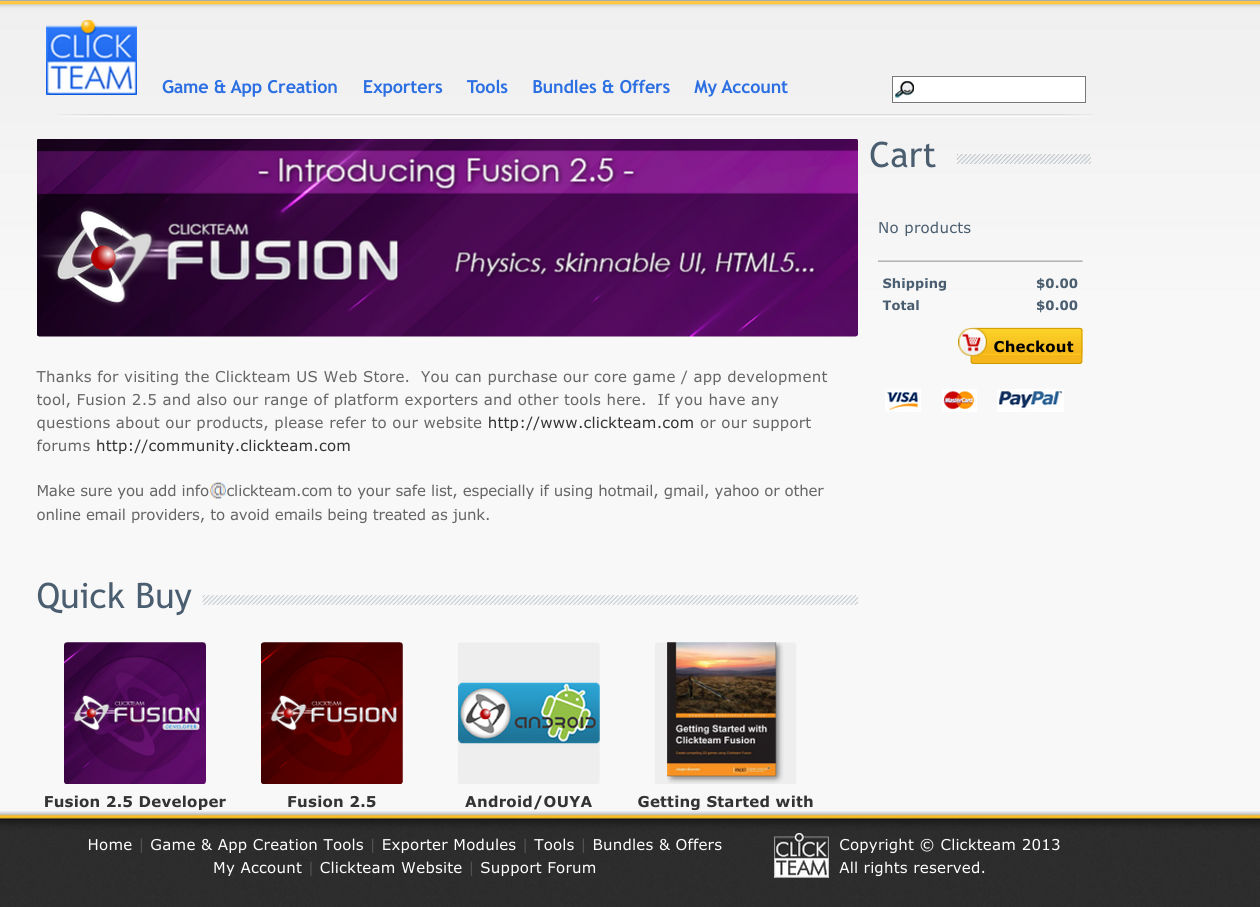 CLICK
TEAM
Game & App Creation Exporters Tools Bundles & Offers My Account
- Introducing Fusion 2.5 -
CLICKTEAM
FUSION
Physics, skinnable UI, HTML5...
Cart
No products
Shipping $0.00
Total $0.00
Checkout
VISA MasterCard PayPal
Thanks for visiting the Clickteam US Web Store. You can purchase our core game / app development
tool, Fusion 2.5 and also our range of platform exporters and other tools here. If you have any
questions about our products, please refer to our website http://www.clickteam.com or our support
forums http://community.clickteam.com
Make sure you add info@clickteam.com to your safe list, especially if using hotmail, gmail, yahoo or other
online email providers, to avoid emails being treated as junk.
Quick Buy
CLICKTEAM
FUSION
DEVELOPER
CLICKTEAM
FUSION
ANDROID
Getting Started with
Clickteam Fusion
Fusion 2.5 Developer
Fusion 2.5
Android/OUYA
Getting Started with
Home | Game & App Creation Tools | Exporter Modules | Tools | Bundles & Offers
My Account | Clickteam Website | Support Forum
CLICK
TEAM
Copyright © Clickteam 2013
All rights reserved.